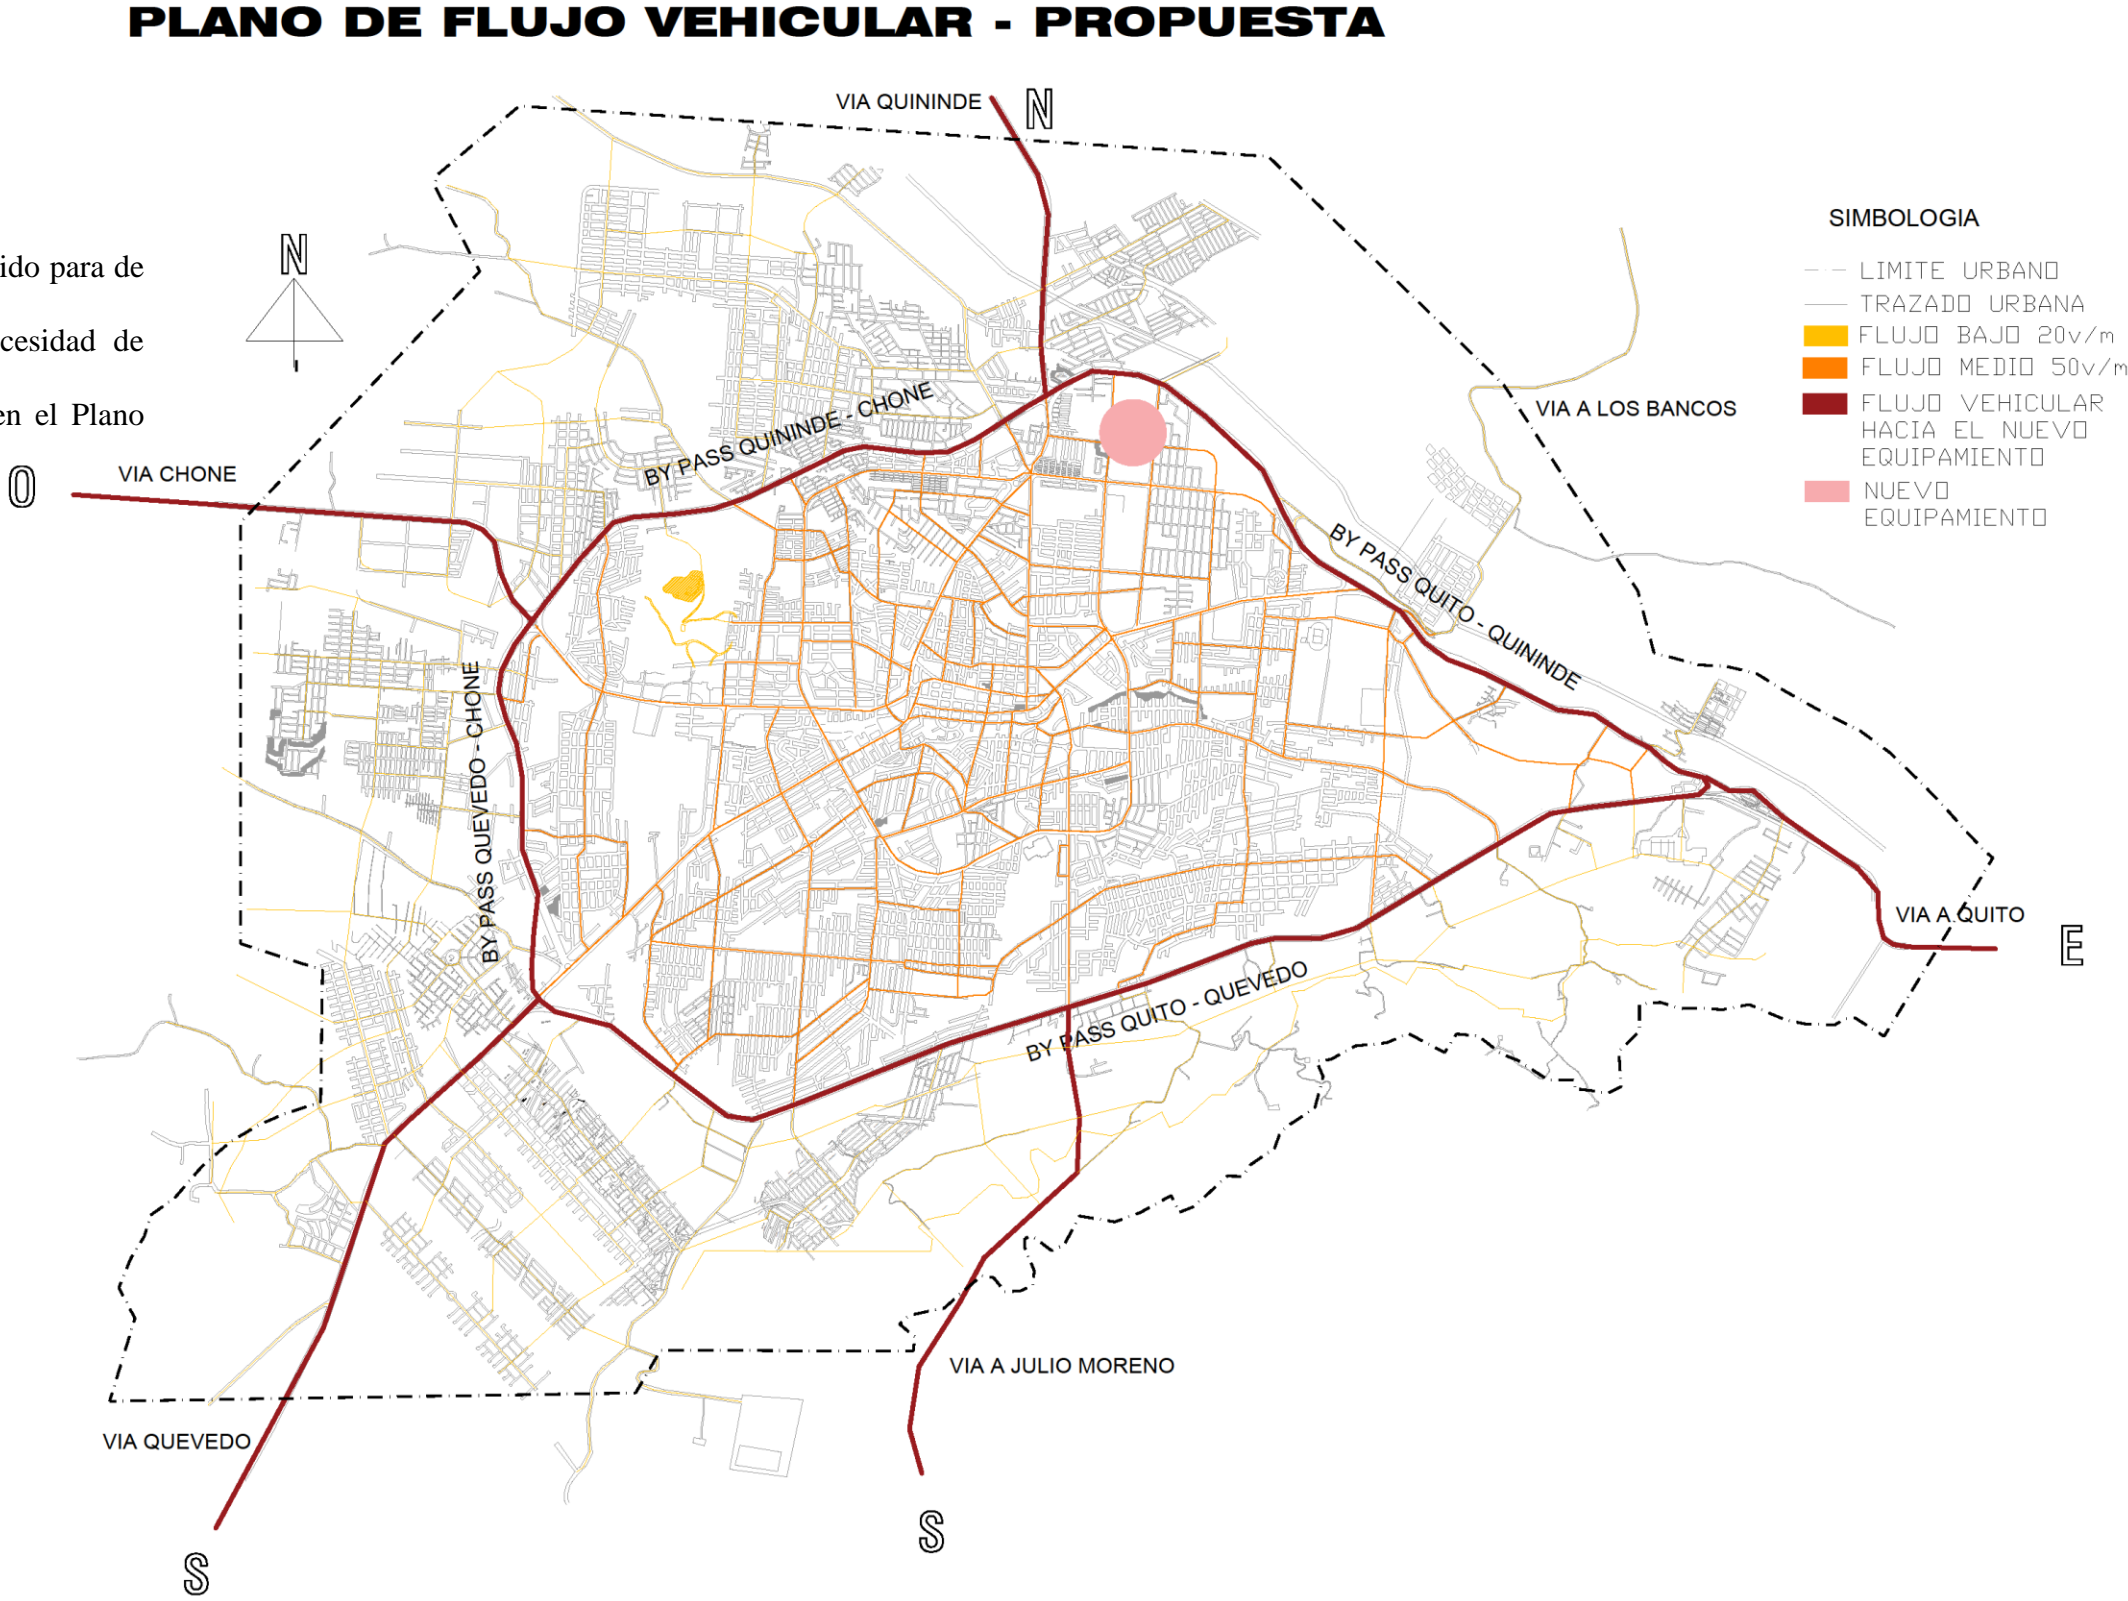 PLANO DE FLUJO VEHICULAR - PROPUESTA
VIA QUININDE
N
SIMBOLOGIA
N
ido para de
LIMITE URBANO
TRAZADO URBANA
FLUJO BAJO 20v/m
cesidad de
FLUJO MEDIO 50v/m
FLUJO VEHICULAR
HACIA EL NUEVO
EQUIPAMIENTO
NUEVO
EQUIPAMIENTO
en el Plano
VIA A LOS BANCOS
BY PASS QUININDE - CHONE
O
VIA CHONE
BY PASS QUITO - QUININDE
BY PASS QUEVEDO - CHONE
VIA A QUITO
E
BY PASS QUITO - QUEVEDO
VIA A JULIO MORENO
VIA QUEVEDO
S
S